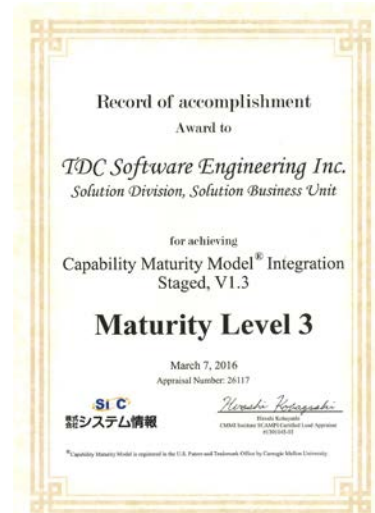 Record of accomplishment
Award to
TDC Software Engineering Inc.
Solution Division, Solution Business Unit
for achieving
Capability Maturity Model® Integration
Staged, V1.3
Maturity Level 3
March 7, 2016
Appraisal Number: 26117
SI C
株式会社システム情報
Hiroshi Kobayashi
Hiroshi Kobayashi
CMMI Institute SCAMPI Certified Lead Appraiser
®Capability Maturity Model is registered in the U.S. Patent and Trademark Office by Carnegie Mellon University.